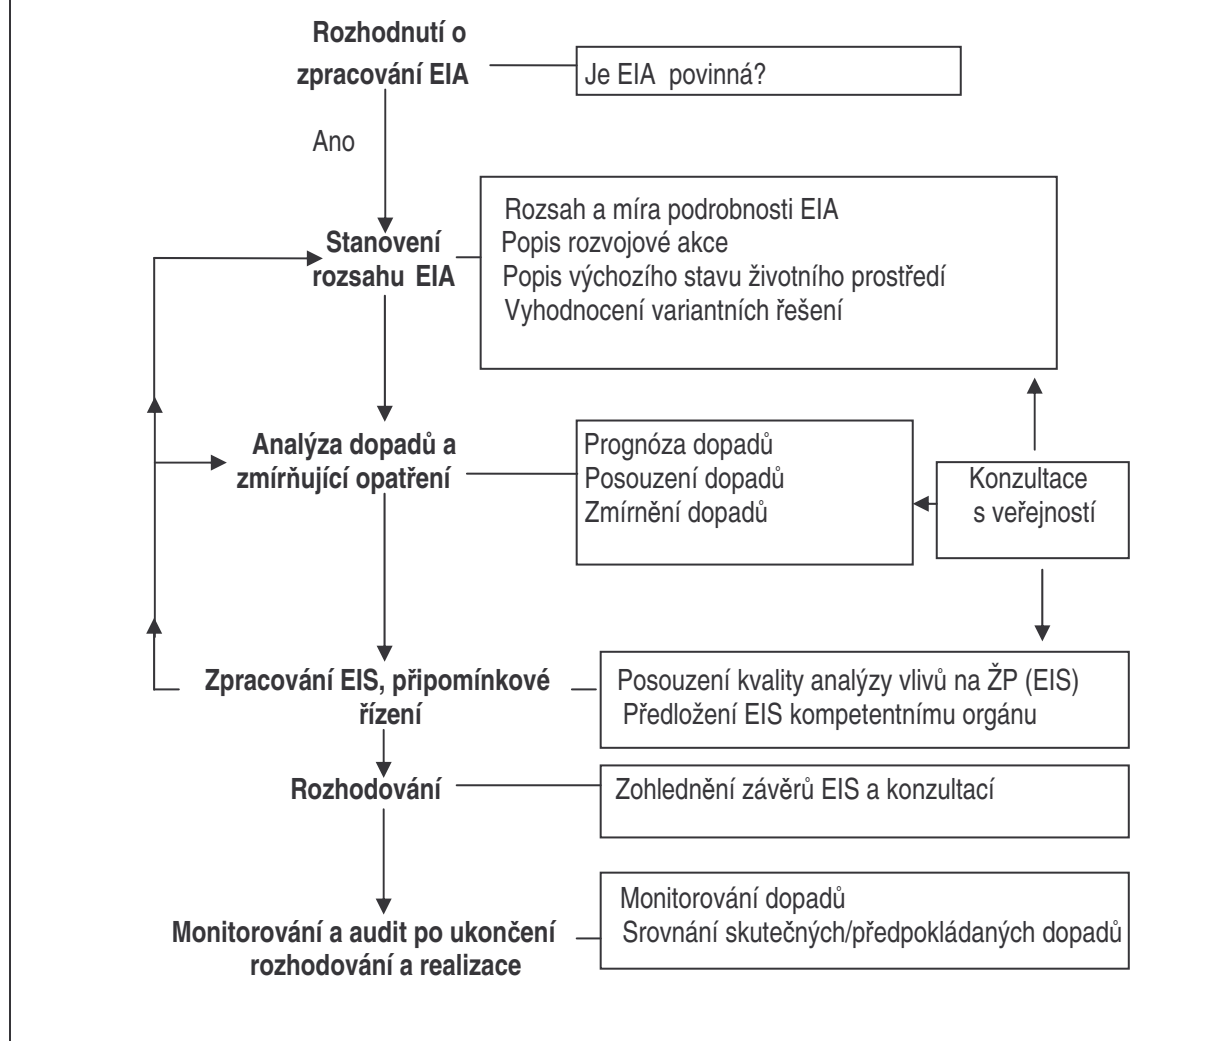 Rozhodnutí o
zpracování EIA
Je EIA povinná?
Ano
Stanovení
rozsahu EIA
Rozsah a míra podrobnosti EIA
Popis rozvojové akce
Popis výchozího stavu životního prostředí
Vyhodnocení variantních řešení
Analýza dopadů a
zmírňující opatření
Prognóza dopadů
Posouzení dopadů
Zmírnění dopadů
Konzultace
s veřejností
Zpracování EIS, připomínkové
řízení
Posouzení kvality analýzy vlivů na ŽP (EIS)
Předložení EIS kompetentnímu orgánu
Rozhodování
Zohlednění závěrů EIS a konzultací
Monitorování a audit po ukončení
rozhodování a realizace
Monitorování dopadů
Srovnání skutečných/předpokládaných dopadů